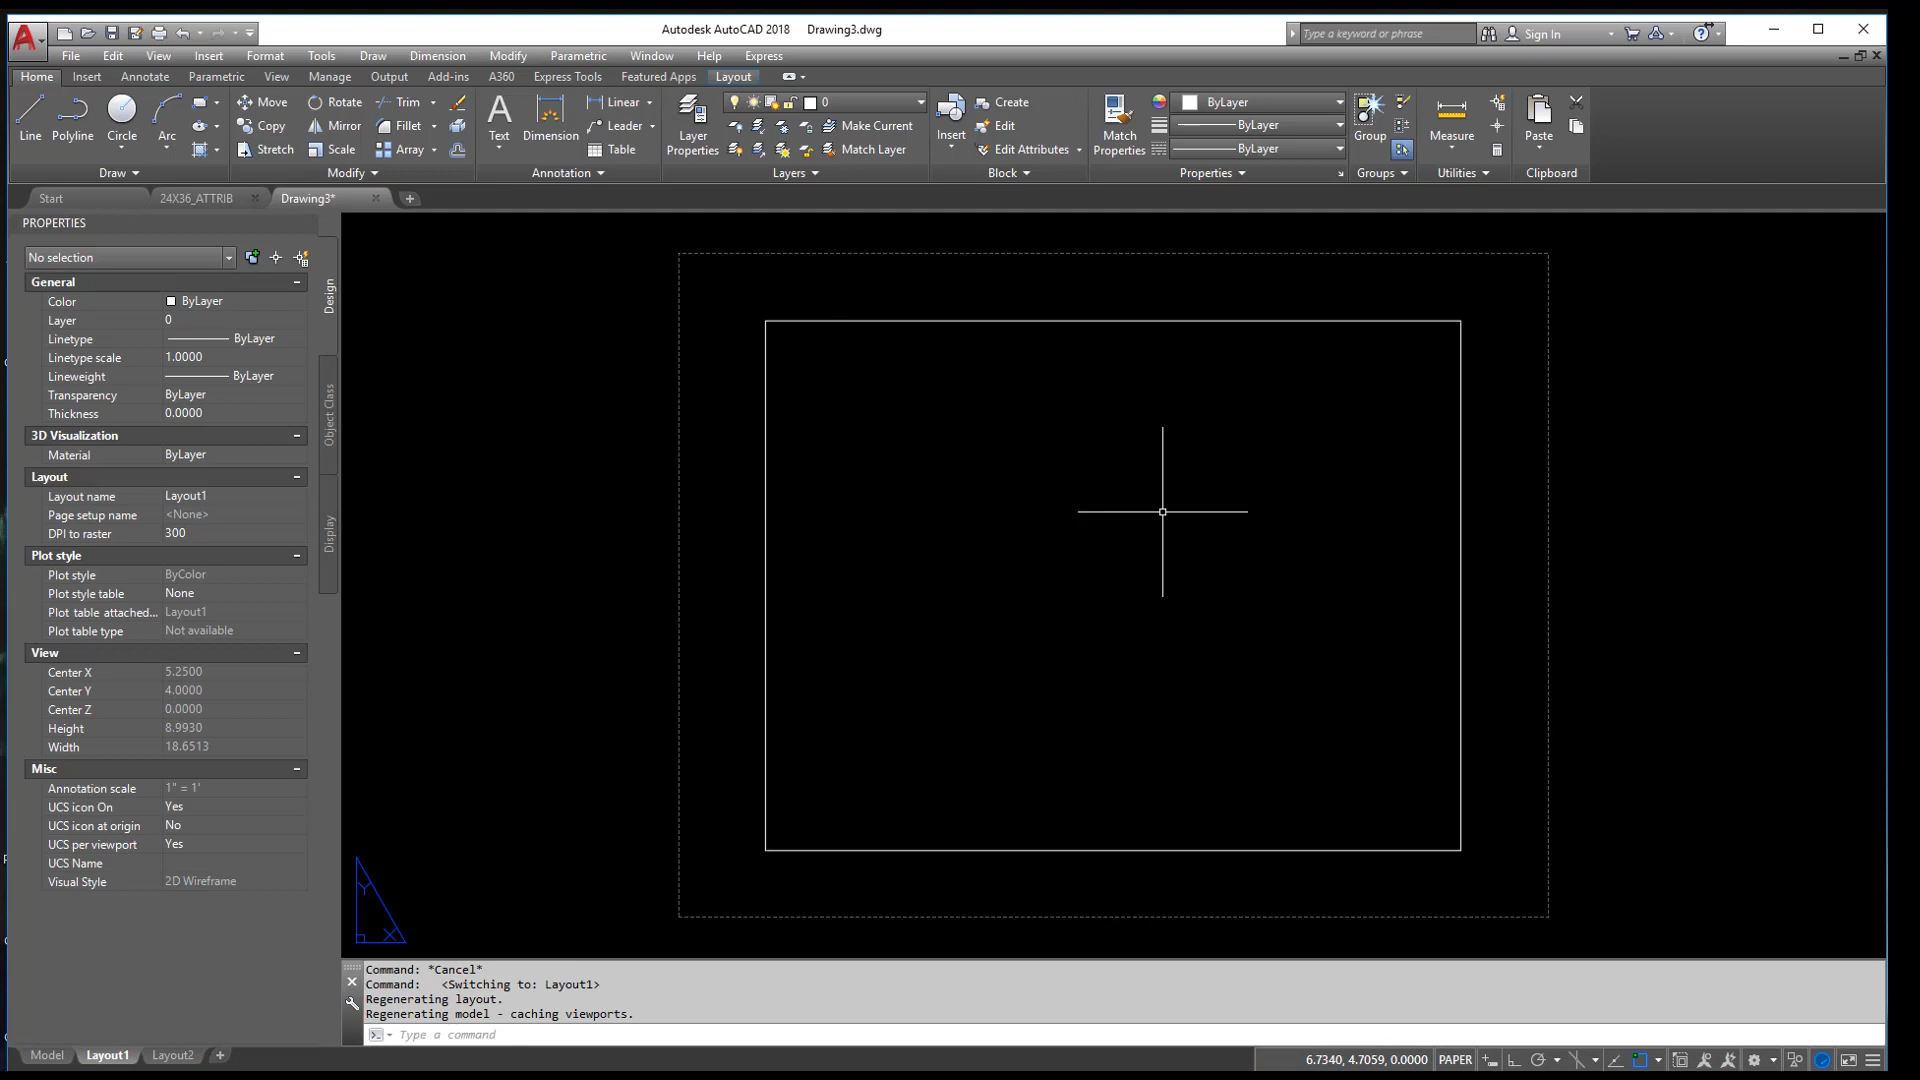 Autodesk AutoCAD 2018 Drawing3.dwg
Type a keyword or phrase
Sign In
File Edit View Insert Format Tools Draw Dimension Modify Parametric Window Help Express
Home Insert Annotate Parametric View Manage Output Add-ins A360 Express Tools Featured Apps Layout
Line Polyline Circle Arc
Move Rotate Trim
Copy Mirror Fillet
Stretch Scale Array
Text Dimension
Linear
Leader
Table
Layer Properties
0
Make Current
Match Layer
Insert
Create
Edit
Edit Attributes
Match Properties
ByLayer
ByLayer
ByLayer
Group
Measure
Paste
Draw Modify Annotation Layers Block Properties Groups Utilities Clipboard
Start 24X36_ATTRIB Drawing3*
PROPERTIES
No selection
General
Color ByLayer
Layer 0
Linetype ByLayer
Linetype scale 1.0000
Lineweight ByLayer
Transparency ByLayer
Thickness 0.0000
3D Visualization
Material ByLayer
Layout
Layout name Layout1
Page setup name <None>
DPI to raster 300
Plot style
Plot style ByColor
Plot style table None
Plot table attached... Layout1
Plot table type Not available
View
Center X 5.2500
Center Y 4.0000
Center Z 0.0000
Height 8.9930
Width 18.6513
Misc
Annotation scale 1" = 1'
UCS icon On Yes
UCS icon at origin No
UCS per viewport Yes
UCS Name
Visual Style 2D Wireframe
Design
Object Class
Display
Y
X
Command: *Cancel*
Command: <Switching to: Layout1>
Regenerating layout.
Regenerating model - caching viewports.
Type a command
Model Layout1 Layout2
6.7340, 4.7059, 0.0000 PAPER